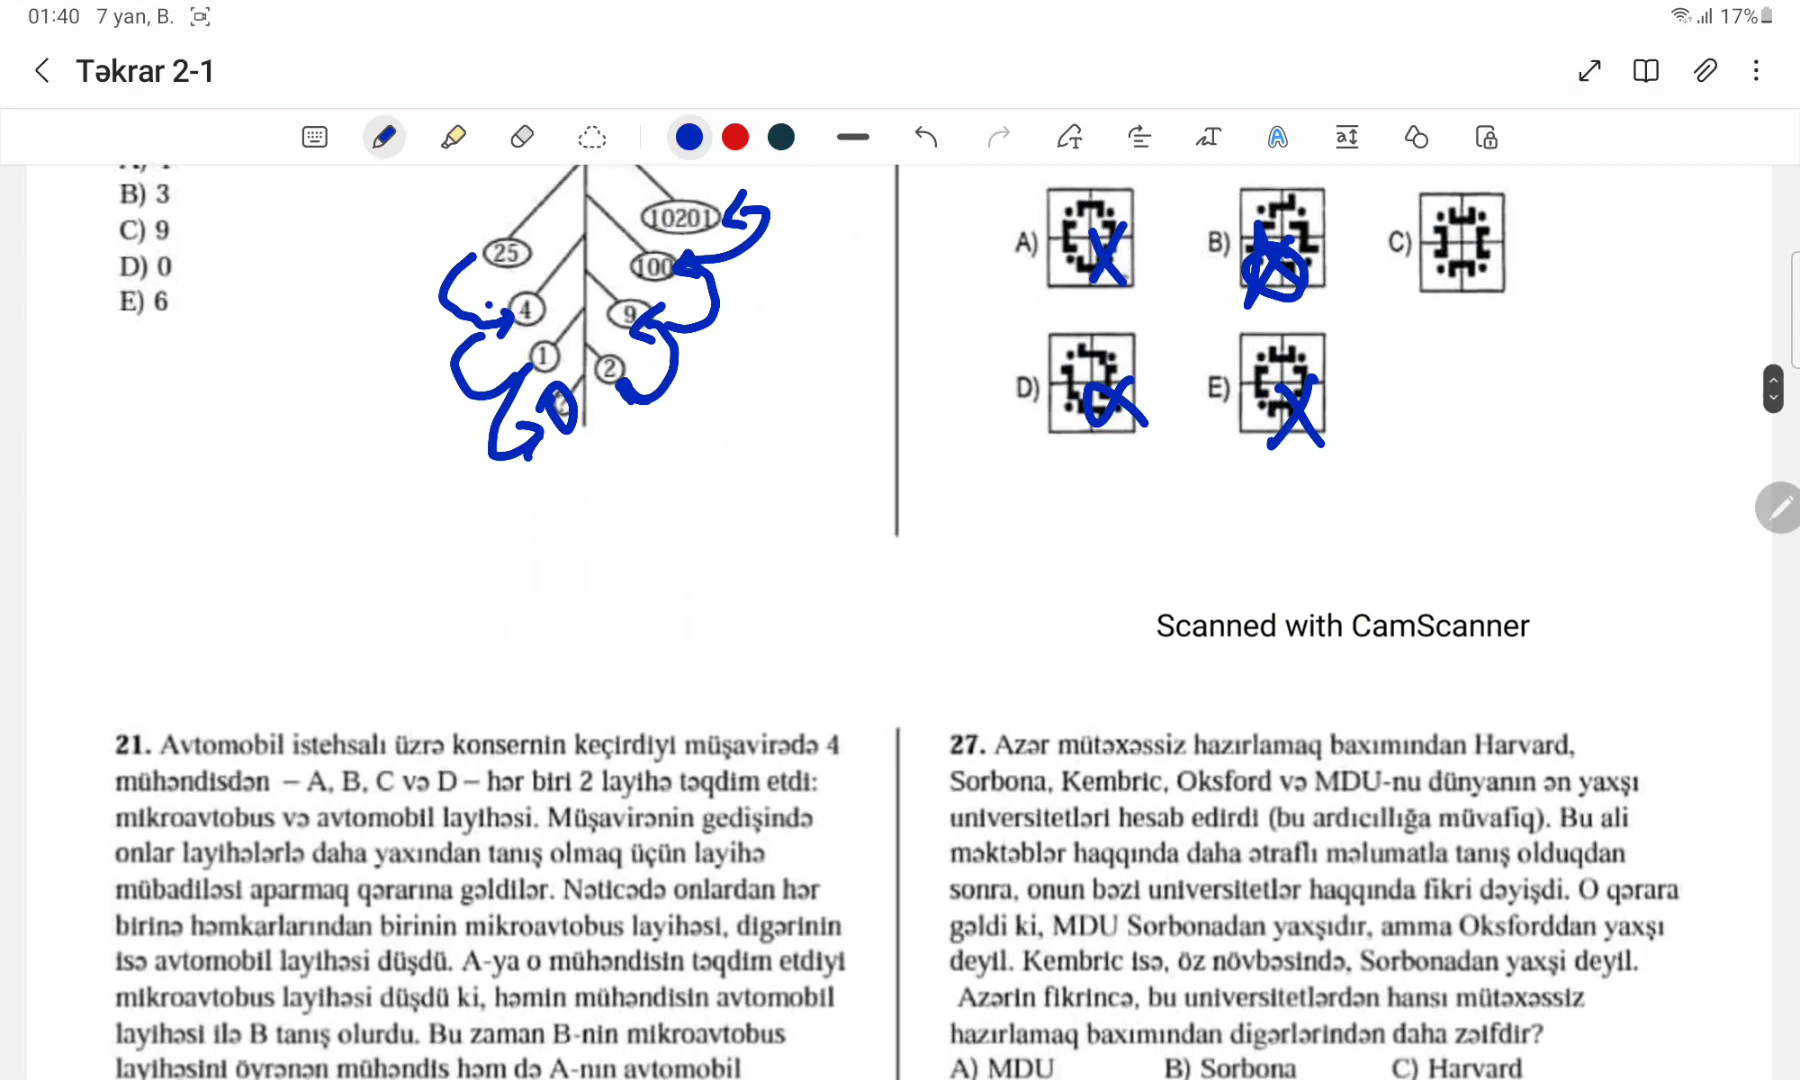 01:40 7 yan, B.
17%
Təkrar 2-1
B) 3
C) 9
D) 0
E) 6
10201
25
100
4
9
1
2
A)
B)
C)
D)
E)
Scanned with CamScanner
21. Avtomobil istehsalı üzrə konsernin keçirdiyi müşavirədə 4
mühəndisdən – A, B, C və D – hər biri 2 layihə təqdim etdi:
mikroavtobus və avtomobil layihəsi. Müşavirənin gedişində
onlar layihələrlə daha yaxından tanış olmaq üçün layihə
mübadiləsi aparmaq qərarına gəldilər. Nəticədə onlardan hər
birinə həmkarlarından birinin mikroavtobus layihəsi, digərinin
isə avtomobil layihəsi düşdü. A-ya o mühəndisin təqdim etdiyi
mikroavtobus layihəsi düşdü ki, həmin mühəndisin avtomobil
layihəsi ilə B tanış olurdu. Bu zaman B-nin mikroavtobus
layihəsini öyrənən mühəndis həm də A-nın avtomobil
27. Azər mütəxəssiz hazırlamaq baxımından Harvard,
Sorbona, Kembric, Oksford və MDU-nu dünyanın ən yaxşı
universitetləri hesab edirdi (bu ardıcıllığa müvafiq). Bu ali
məktəblər haqqında daha ətraflı məlumatla tanış olduqdan
sonra, onun bəzi universitetlər haqqında fikri dəyişdi. O qərara
gəldi ki, MDU Sorbonadan yaxşıdır, amma Oksforddan yaxşı
deyil. Kembric isə, öz növbəsində, Sorbonadan yaxşi deyil.
Azərin fikrincə, bu universitetlərdən hansı mütəxəssiz
hazırlamaq baxımından digərlərindən daha zəifdir?
A) MDU B) Sorbona C) Harvard